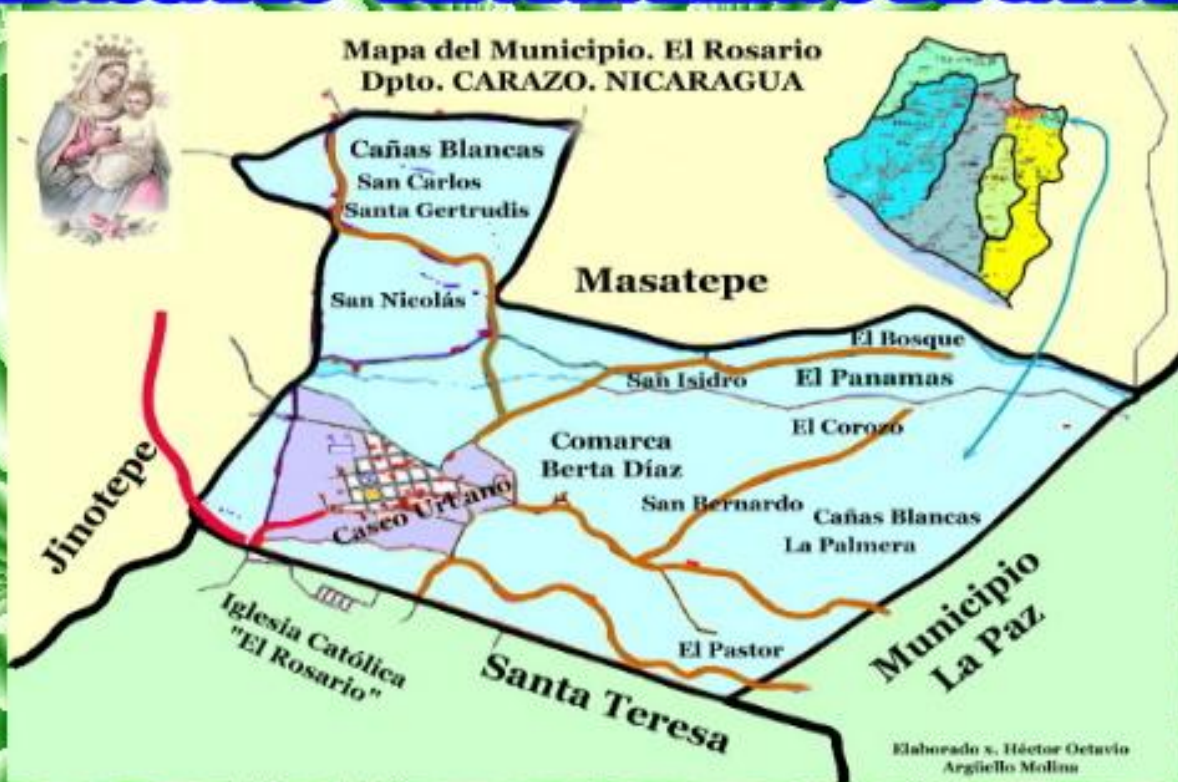 Mapa del Municipio. El Rosario
Dpto. CARAZO. NICARAGUA
Cañas Blancas
San Carlos
Santa Gertrudis
San Nicolás
Masatepe
El Bosque
San Isidro
El Panamas
El Corozo
Comarca
Berta Díaz
San Bernardo
Cañas Blancas
La Palmera
Casco Urbano
Jinotepe
Iglesia Católica
"El Rosario"
El Pastor
Santa Teresa
Municipio
La Paz
Elaborado x. Héctor Octavio
Argüello Molina